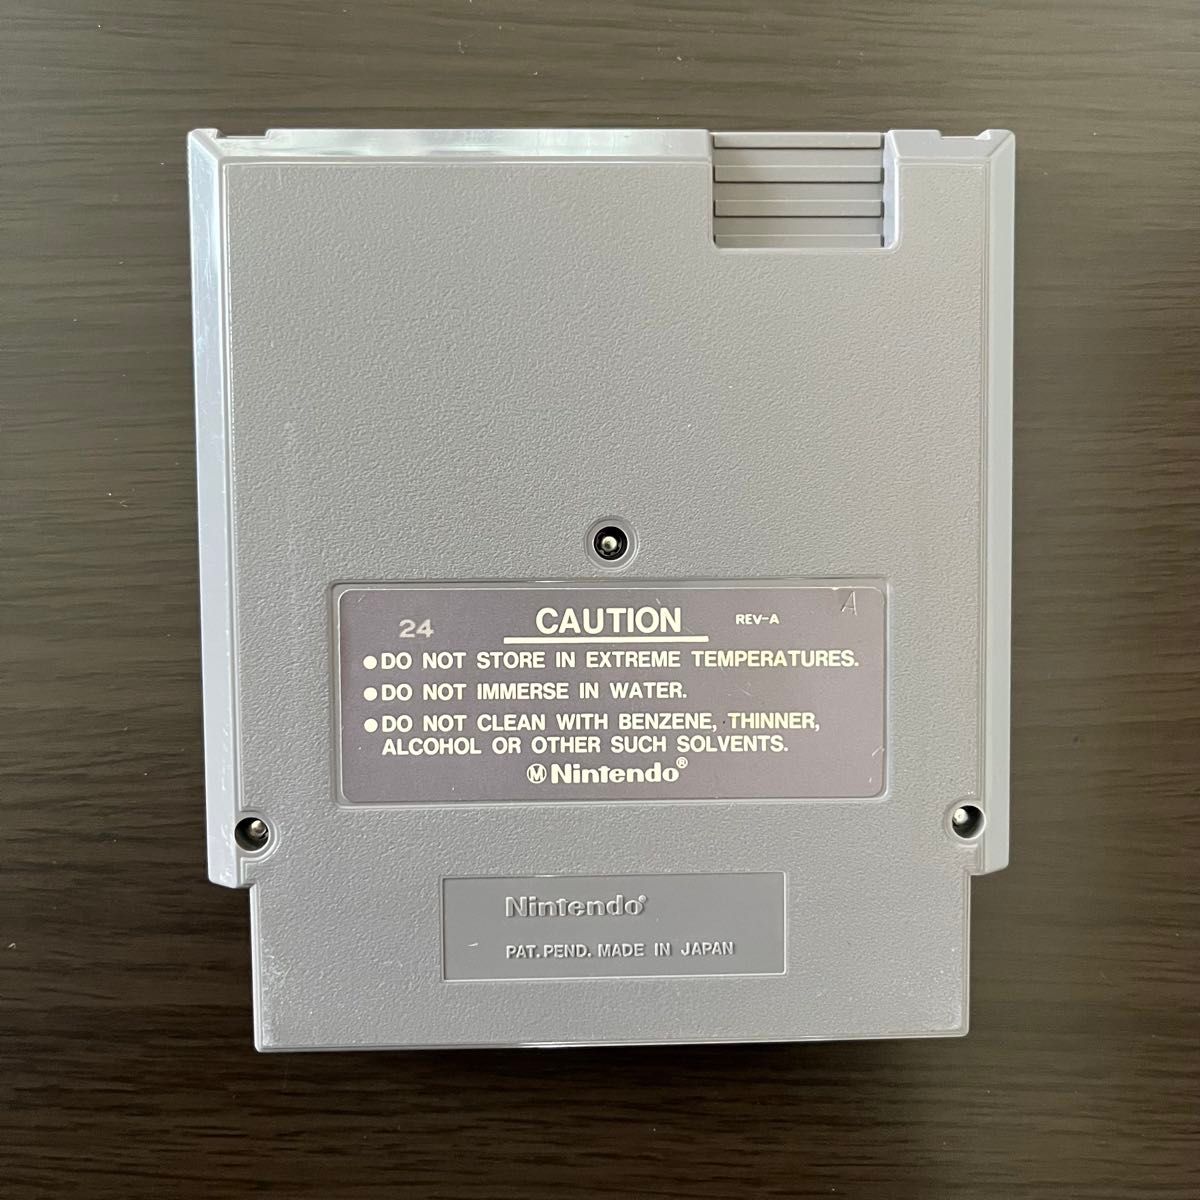 24 CAUTION REV-A A
●DO NOT STORE IN EXTREME TEMPERATURES.
●DO NOT IMMERSE IN WATER.
●DO NOT CLEAN WITH BENZENE, THINNER,
ALCOHOL OR OTHER SUCH SOLVENTS.
Ⓜ Nintendo®
Nintendo®
PAT. PEND. MADE IN JAPAN